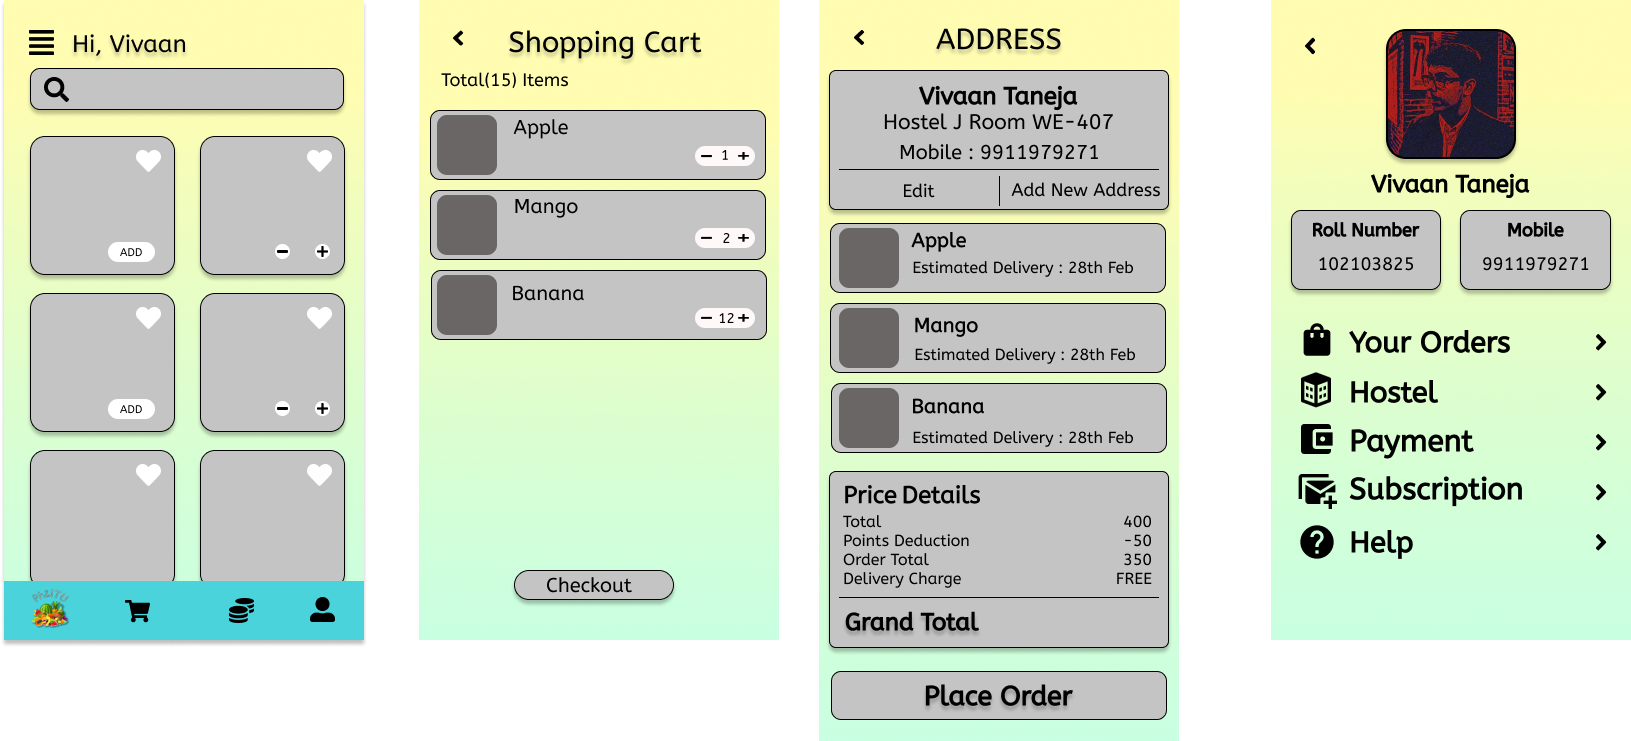 Hi, Vivaan
ADD
ADD
Shopping Cart
Total(15) Items
Apple
- 1 +
Mango
- 2 +
Banana
- 12 +
Checkout
ADDRESS
Vivaan Taneja
Hostel J Room WE-407
Mobile : 9911979271
Edit
Add New Address
Apple
Estimated Delivery : 28th Feb
Mango
Estimated Delivery : 28th Feb
Banana
Estimated Delivery : 28th Feb
Price Details
Total 400
Points Deduction -50
Order Total 350
Delivery Charge FREE
Grand Total
Place Order
Vivaan Taneja
Roll Number
102103825
Mobile
9911979271
Your Orders
Hostel
Payment
Subscription
Help